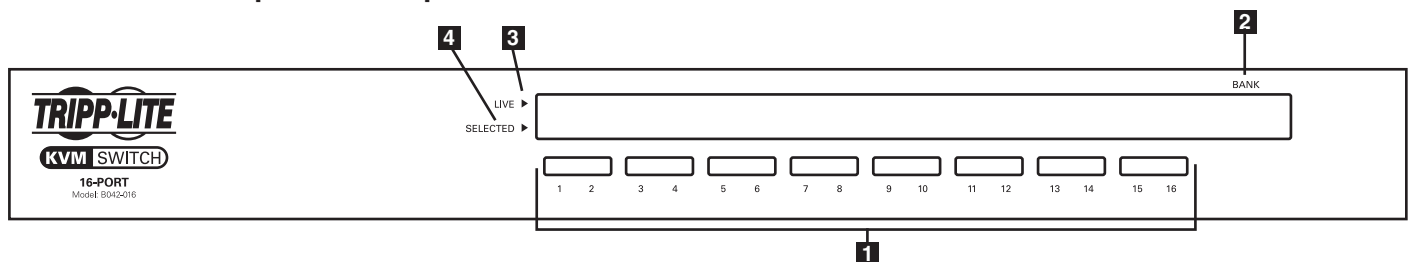 4 3 2
BANK
LIVE ▶
SELECTED ▶
TRIPP·LITE
KVM SWITCH
16-PORT
Model: B042-016
1 2 3 4 5 6 7 8 9 10 11 12 13 14 15 16
1